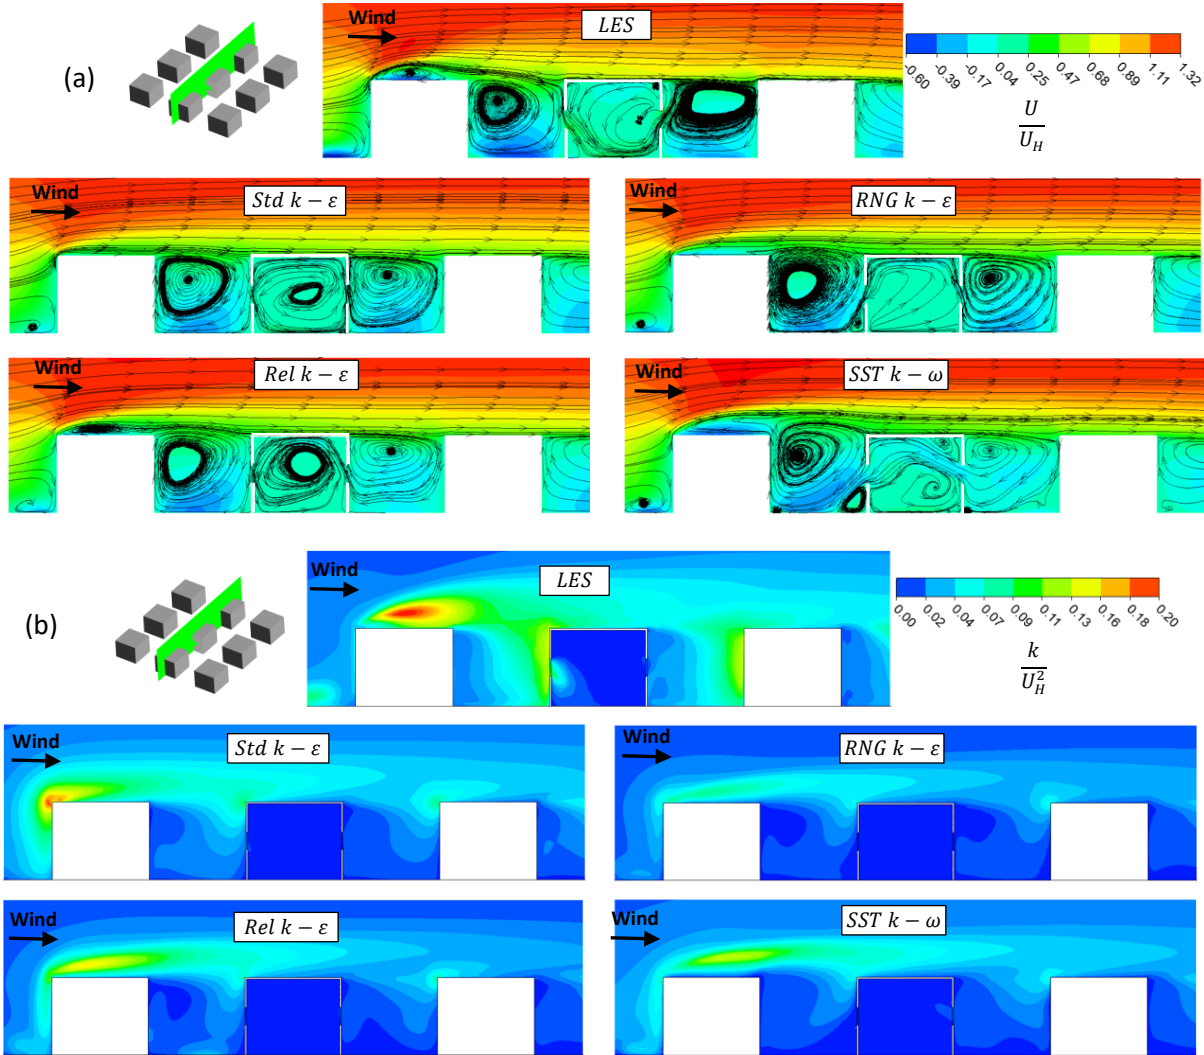 (a)
Wind
LES
-0.60 -0.39 -0.17 0.04 0.25 0.47 0.68 0.89 1.11 1.32
U
U_H
Wind
Std k − ε
Wind
RNG k − ε
Wind
Rel k − ε
Wind
SST k − ω
(b)
Wind
LES
0.00 0.02 0.04 0.07 0.09 0.11 0.13 0.16 0.18 0.20
k
U_H^2
Wind
Std k − ε
Wind
RNG k − ε
Wind
Rel k − ε
Wind
SST k − ω